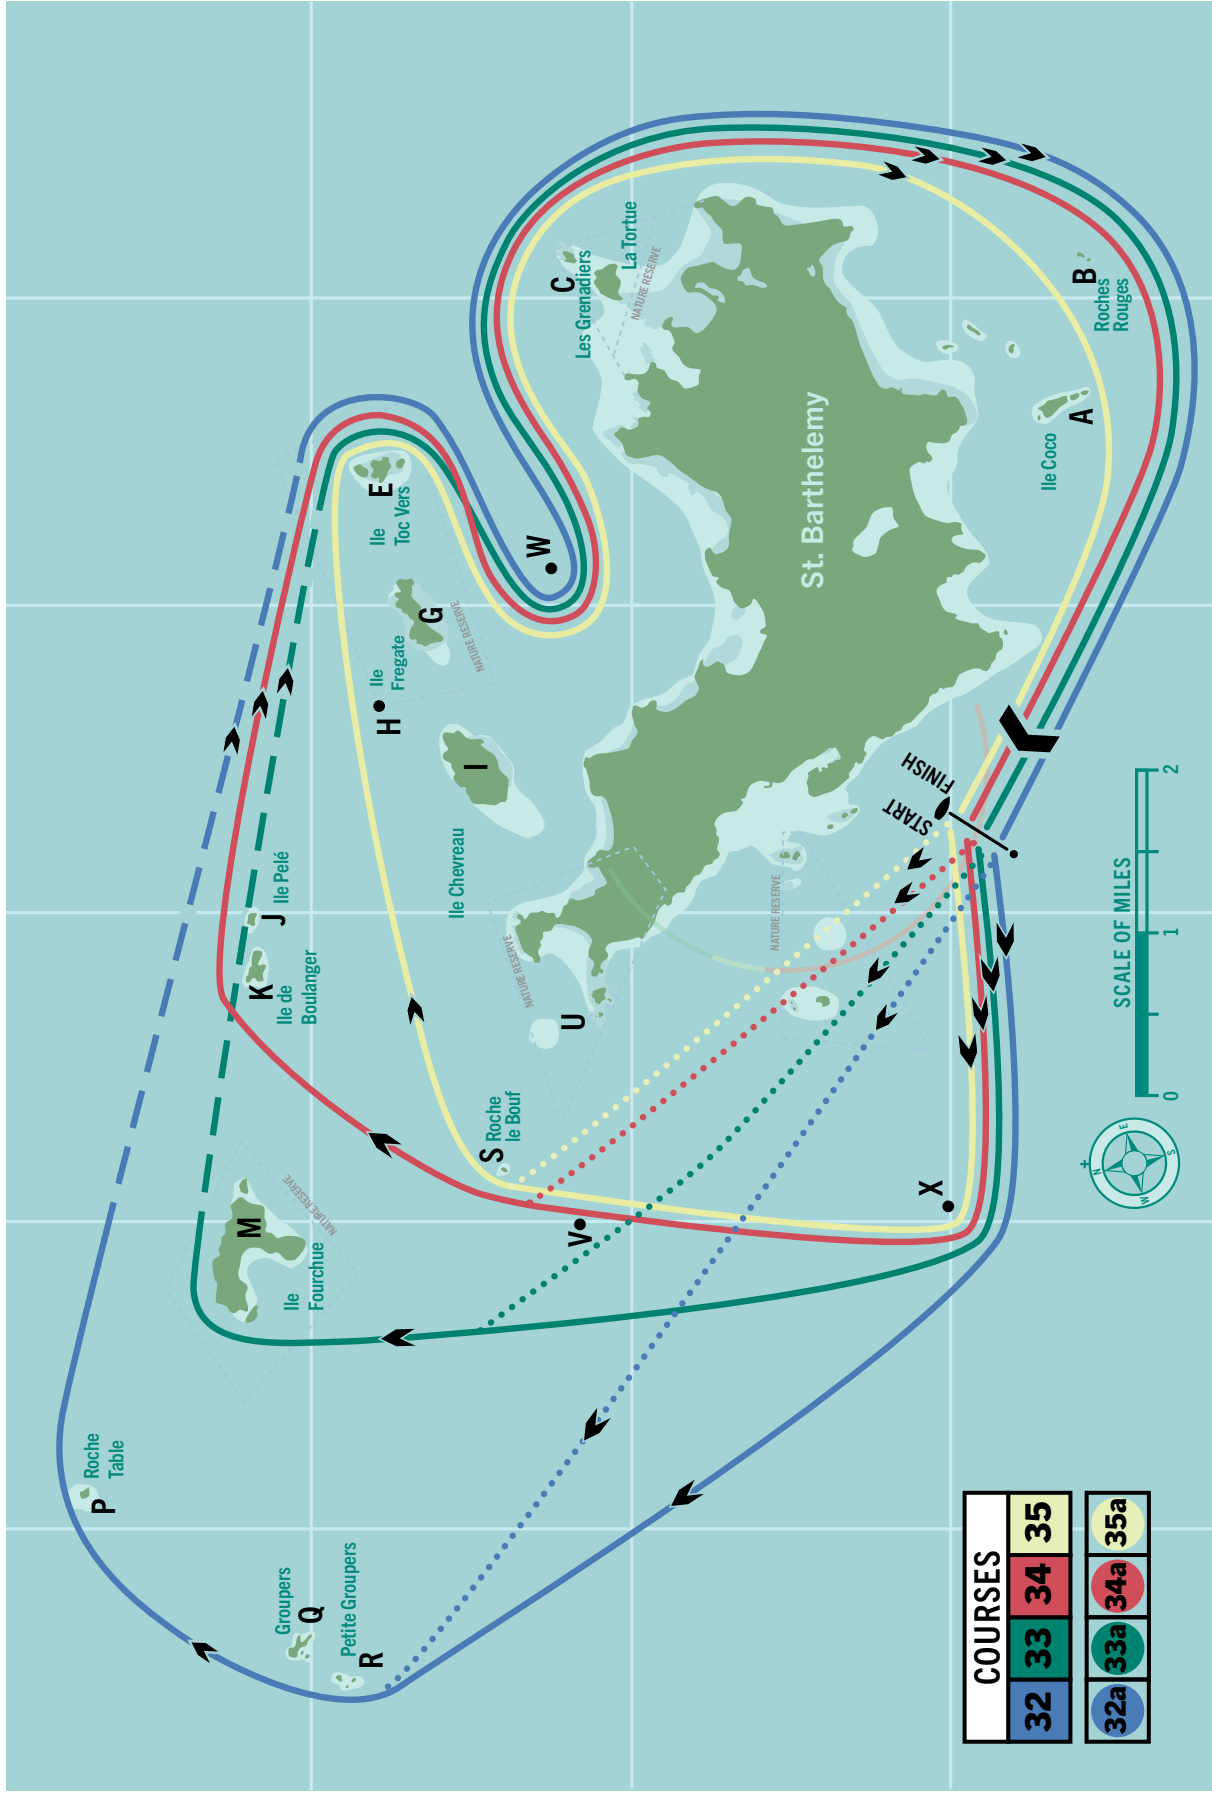 P
Roche
Table
Groupers
Q
Petite Groupers
R
M
Ile
Fourchue
NATURE RESERVE
K
Ile de
Boulanger
J
Ile Pelé
S
Roche
le Bouf
V
X
U
NATURE RESERVE
Ile Chevreau
I
H
Ile
Fregate
G
NATURE RESERVE
E
Ile
Toc Vers
W
C
Les Grenadiers
La Tortue
NATURE RESERVE
St. Barthelemy
NATURE RESERVE
B
Roches
Rouges
A
Ile Coco
START
FINISH
SCALE OF MILES
0
1
2
N
E
S
W
COURSES
32 33 34 35
32a 33a 34a 35a